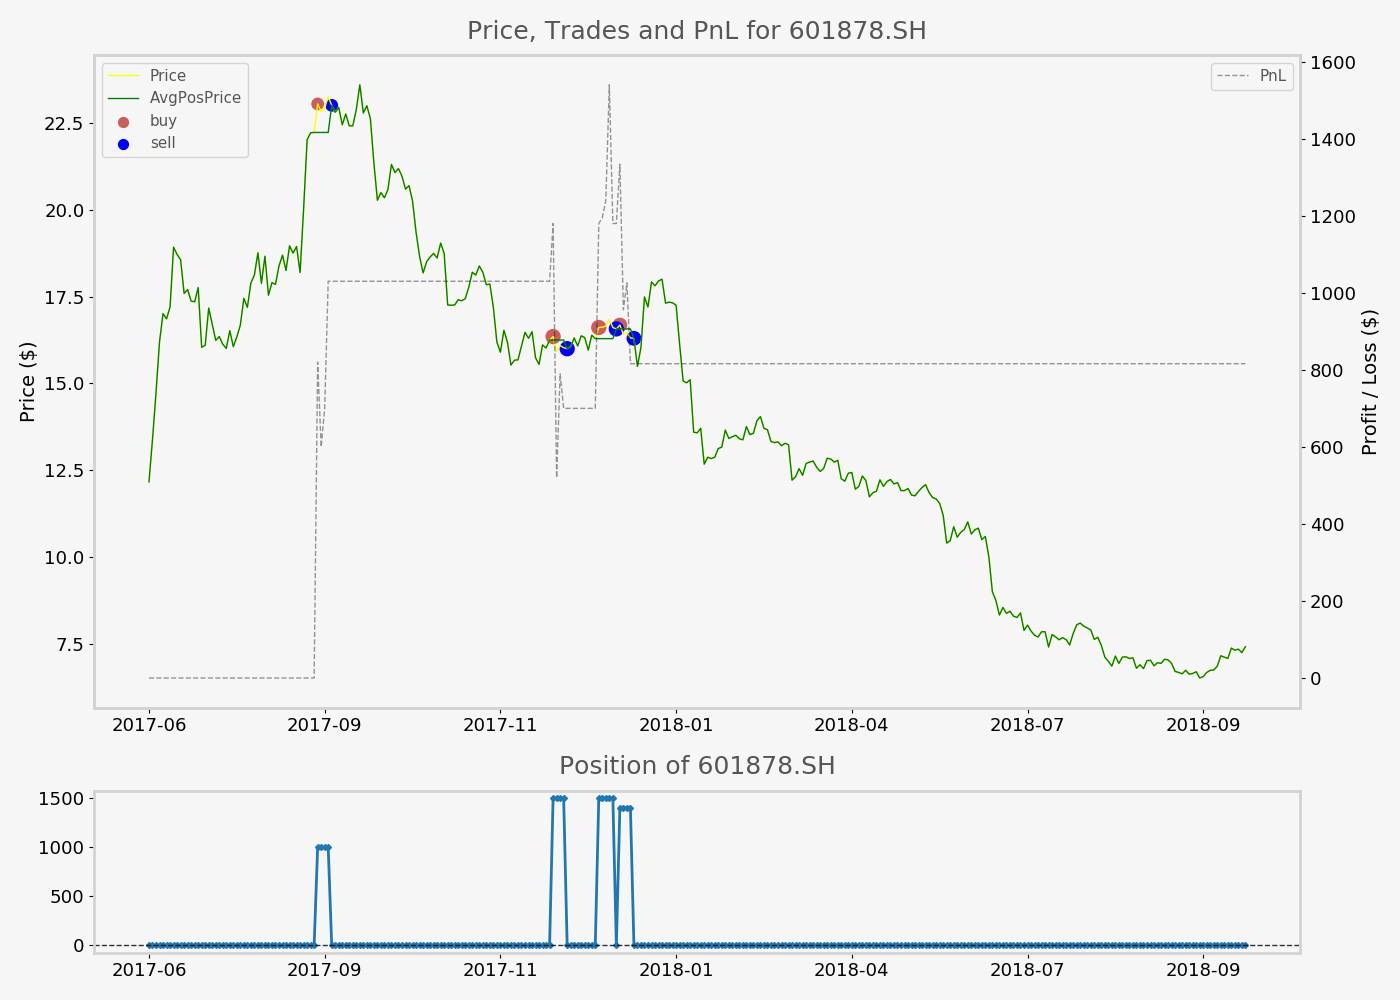 Price, Trades and PnL for 601878.SH
Price
AvgPosPrice
buy
sell
PnL
Price ($)
22.5
20.0
17.5
15.0
12.5
10.0
7.5
Profit / Loss ($)
1600
1400
1200
1000
800
600
400
200
0
2017-06 2017-09 2017-11 2018-01 2018-04 2018-07 2018-09
Position of 601878.SH
1500
1000
500
0
2017-06 2017-09 2017-11 2018-01 2018-04 2018-07 2018-09